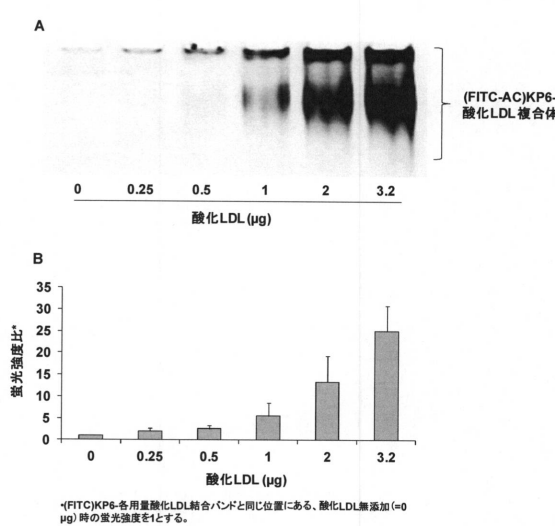 A
(FITC-AC)KP6-
酸化LDL複合体
0 0.25 0.5 1 2 3.2
酸化LDL(µg)
B
35
30
25
20
15
10
5
0
蛍光強度比*
0 0.25 0.5 1 2 3.2
酸化LDL (µg)
*(FITC)KP6-各用量酸化LDL結合バンドと同じ位置にある、酸化LDL無添加(=0
µg)時の蛍光強度を1とする。